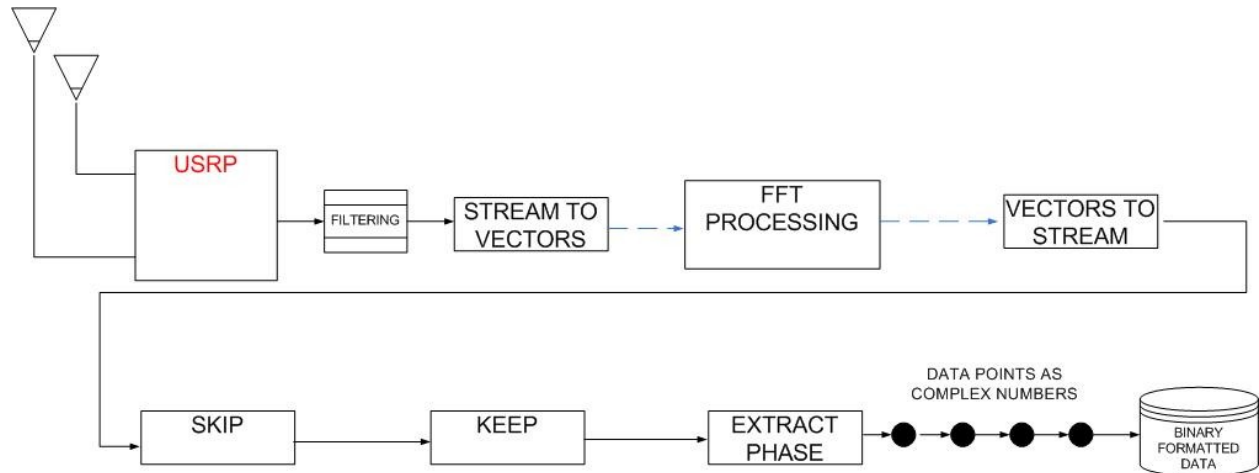 USRP
FILTERING
STREAM TO
VECTORS
FFT
PROCESSING
VECTORS TO
STREAM
SKIP
KEEP
EXTRACT
PHASE
DATA POINTS AS
COMPLEX NUMBERS
BINARY
FORMATTED
DATA